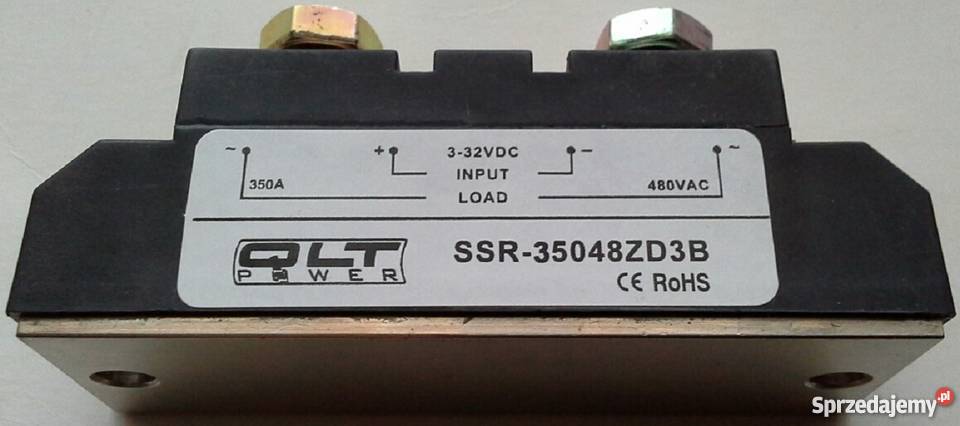 ~ + 3-32VDC - ~
INPUT
350A 480VAC
LOAD
QLT
POWER
SSR-35048ZD3B
CE RoHS
Sprzedajemy.pl